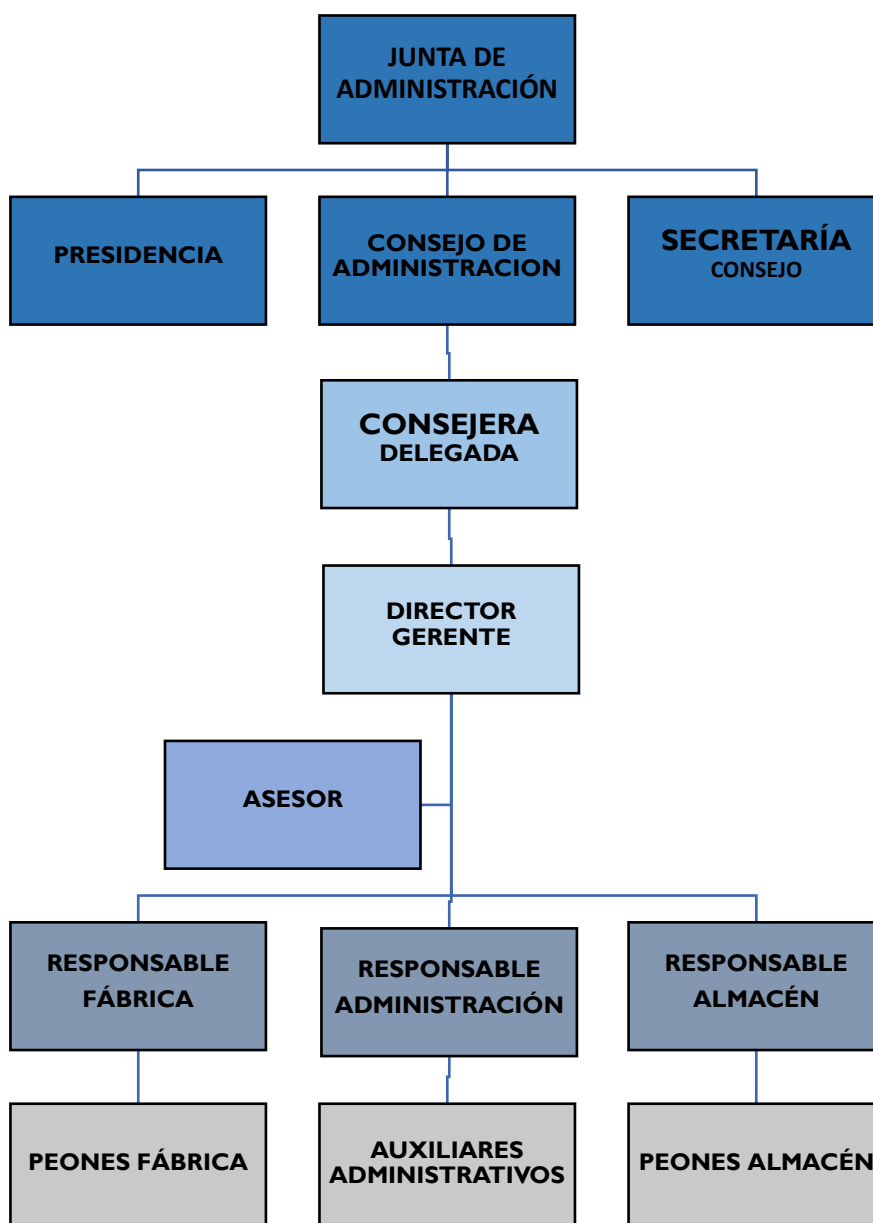 JUNTA DE
ADMINISTRACIÓN
PRESIDENCIA
CONSEJO DE
ADMINISTRACION
SECRETARÍA
CONSEJO
CONSEJERA
DELEGADA
DIRECTOR
GERENTE
ASESOR
RESPONSABLE
FÁBRICA
RESPONSABLE
ADMINISTRACIÓN
RESPONSABLE
ALMACÉN
PEONES FÁBRICA
AUXILIARES
ADMINISTRATIVOS
PEONES ALMACÉN